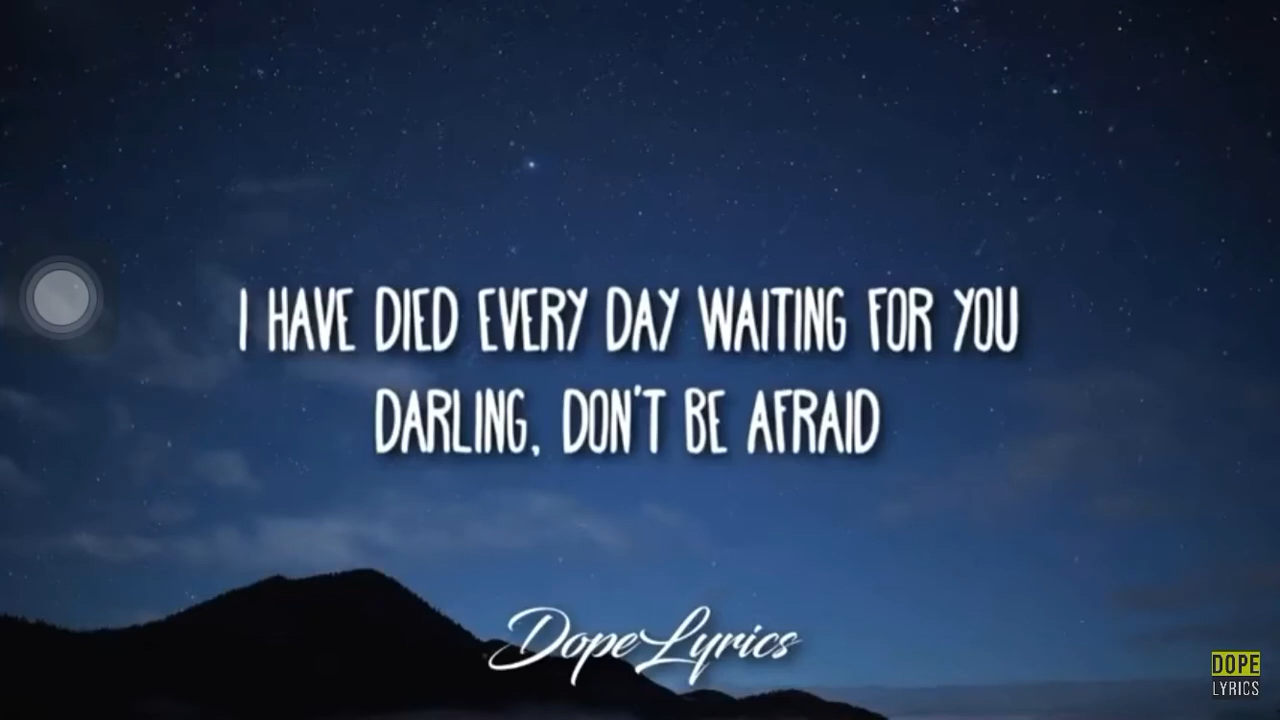 I HAVE DIED EVERY DAY WAITING FOR YOU
DARLING, DON'T BE AFRAID
DopeLyrics
DOPE
LYRICS